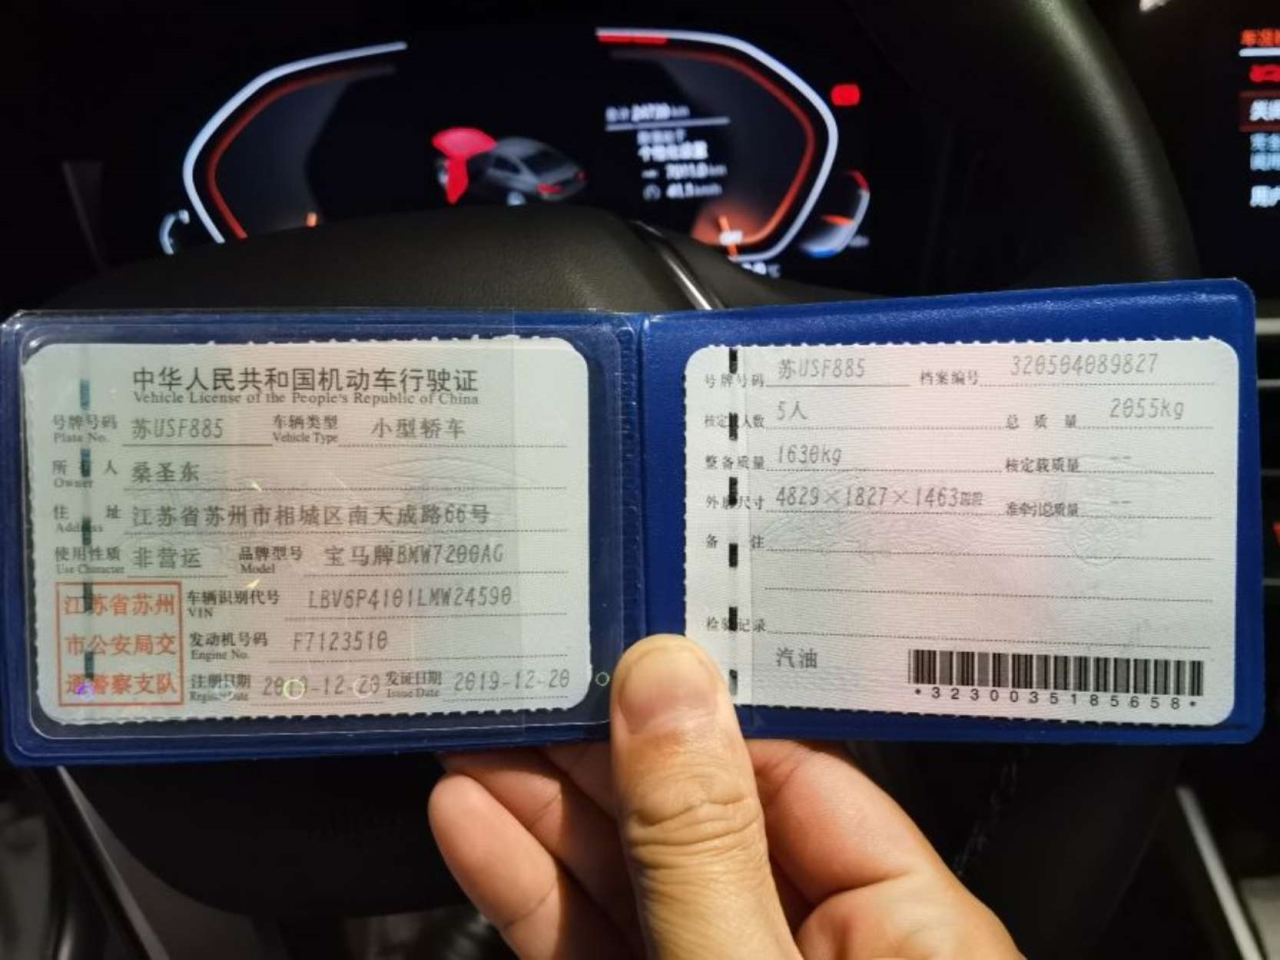 中华人民共和国机动车行驶证
Vehicle License of the People's Republic of China
号牌号码 苏USF885 车辆类型 小型轿车
Plate No. Vehicle Type
所有人 桑圣东
Owner
住址 江苏省苏州市相城区南天成路66号
Address
使用性质 非营运 品牌型号 宝马牌BMW7200AG
Use Character Model
江苏省苏州
市公安局交
通警察支队
车辆识别代号 LBV6P4101LMW24590
VIN
发动机号码 F7123510
Engine No.
注册日期 2019-12-20 发证日期 2019-12-20
Register Date Issue Date
号牌号码 苏USF885 档案编号 320504089827
核定载人数 5人 总质量 2055kg
整备质量 1630kg 核定载质量 --
外廓尺寸 4829×1827×1463 准牵引总质量 --
备注
检验记录
汽油
*3230035185658*